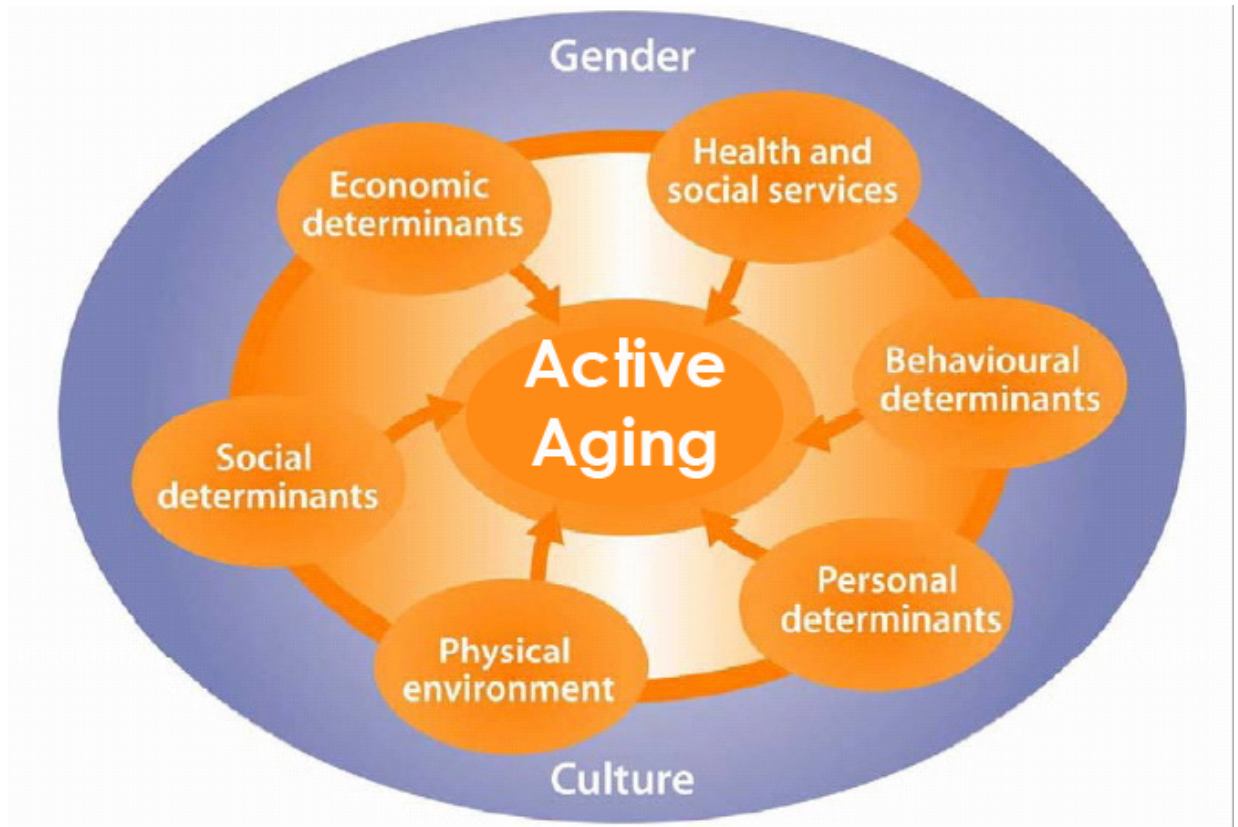 Gender
Economic
determinants
Health and
social services
Behavioural
determinants
Active
Aging
Social
determinants
Personal
determinants
Physical
environment
Culture